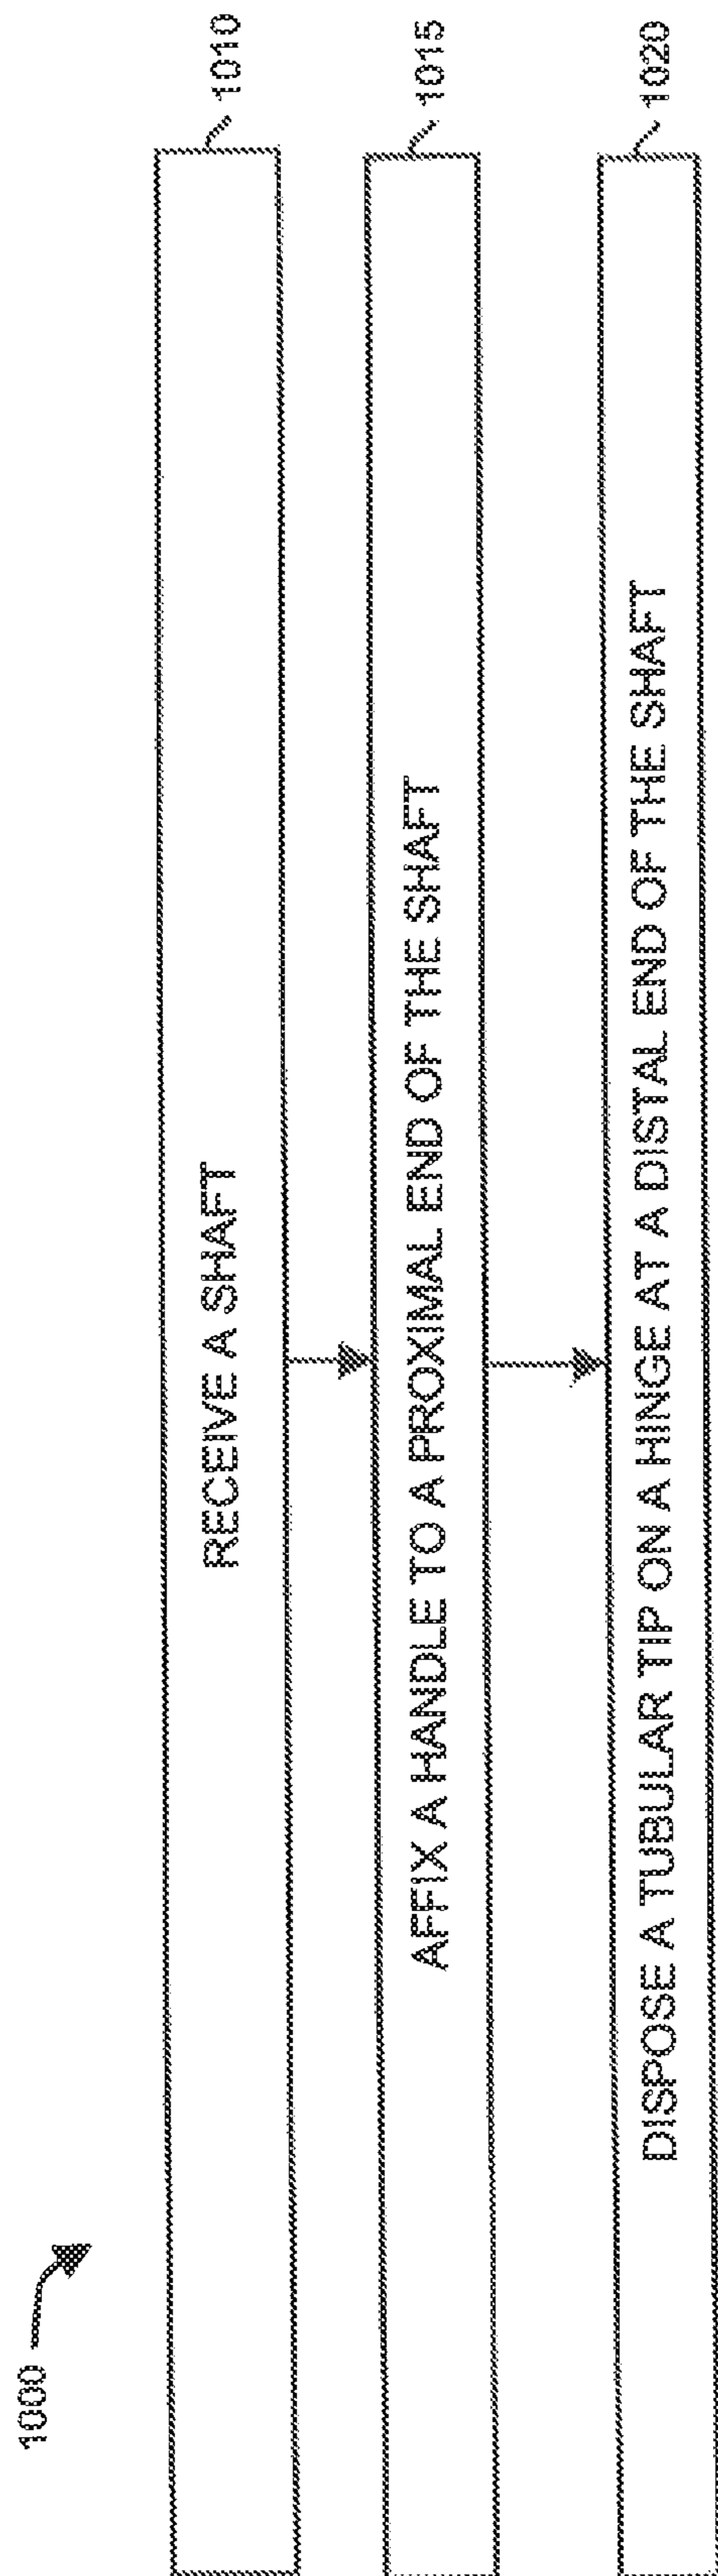 1000
RECEIVE A SHAFT
1010
AFFIX A HANDLE TO A PROXIMAL END OF THE SHAFT
1015
DISPOSE A TUBULAR TIP ON A HINGE AT A DISTAL END OF THE SHAFT
1020